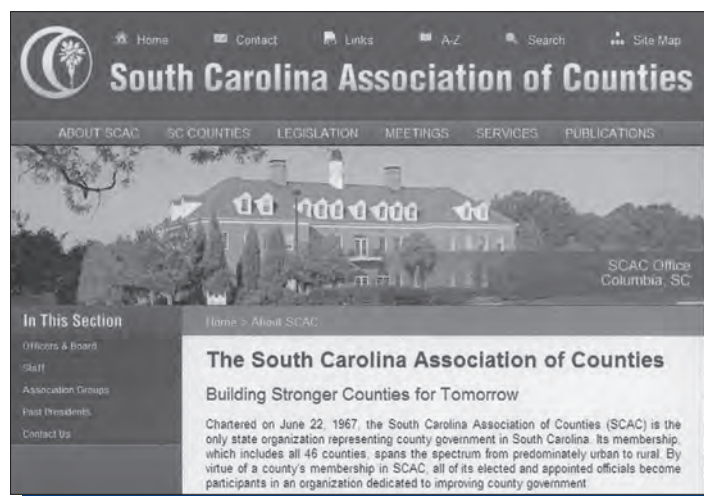 Home Contact Links A-Z Search Site Map
South Carolina Association of Counties
ABOUT SCAC SC COUNTIES LEGISLATION MEETINGS SERVICES PUBLICATIONS
SCAC Office
Columbia, SC
In This Section
Officers & Board
Staff
Association Groups
Past Presidents
Contact Us
Home > About SCAC
The South Carolina Association of Counties
Building Stronger Counties for Tomorrow
Chartered on June 22, 1967, the South Carolina Association of Counties (SCAC) is the
only state organization representing county government in South Carolina. Its membership,
which includes all 46 counties, spans the spectrum from predominately urban to rural. By
virtue of a county's membership in SCAC, all of its elected and appointed officials become
participants in an organization dedicated to improving county government